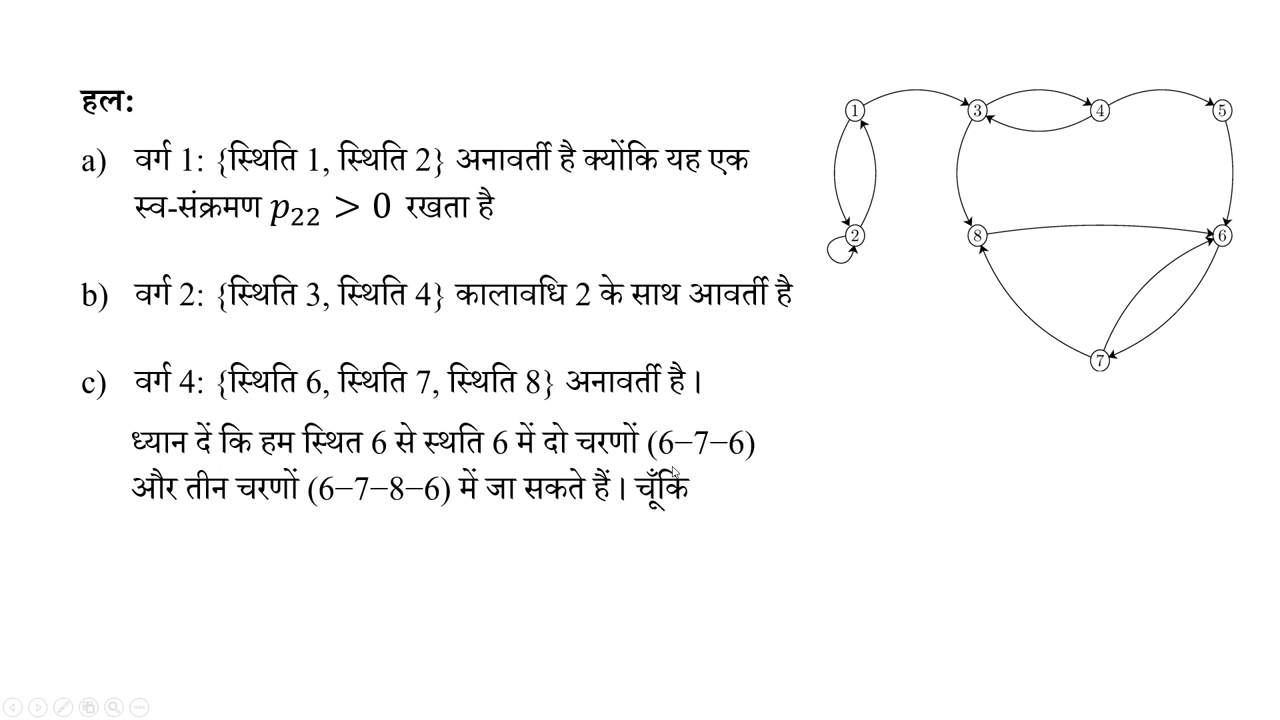 हल:
a) वर्ग 1: {स्थिति 1, स्थिति 2} अनावर्ती है क्योंकि यह एक
स्व-संक्रमण p₂₂ > 0 रखता है
b) वर्ग 2: {स्थिति 3, स्थिति 4} कालावधि 2 के साथ आवर्ती है
c) वर्ग 4: {स्थिति 6, स्थिति 7, स्थिति 8} अनावर्ती है।
ध्यान दें कि हम स्थित 6 से स्थति 6 में दो चरणों (6−7−6)
और तीन चरणों (6−7−8−6) में जा सकते हैं। चूँकि
1 3 4 5
2 8 6
7